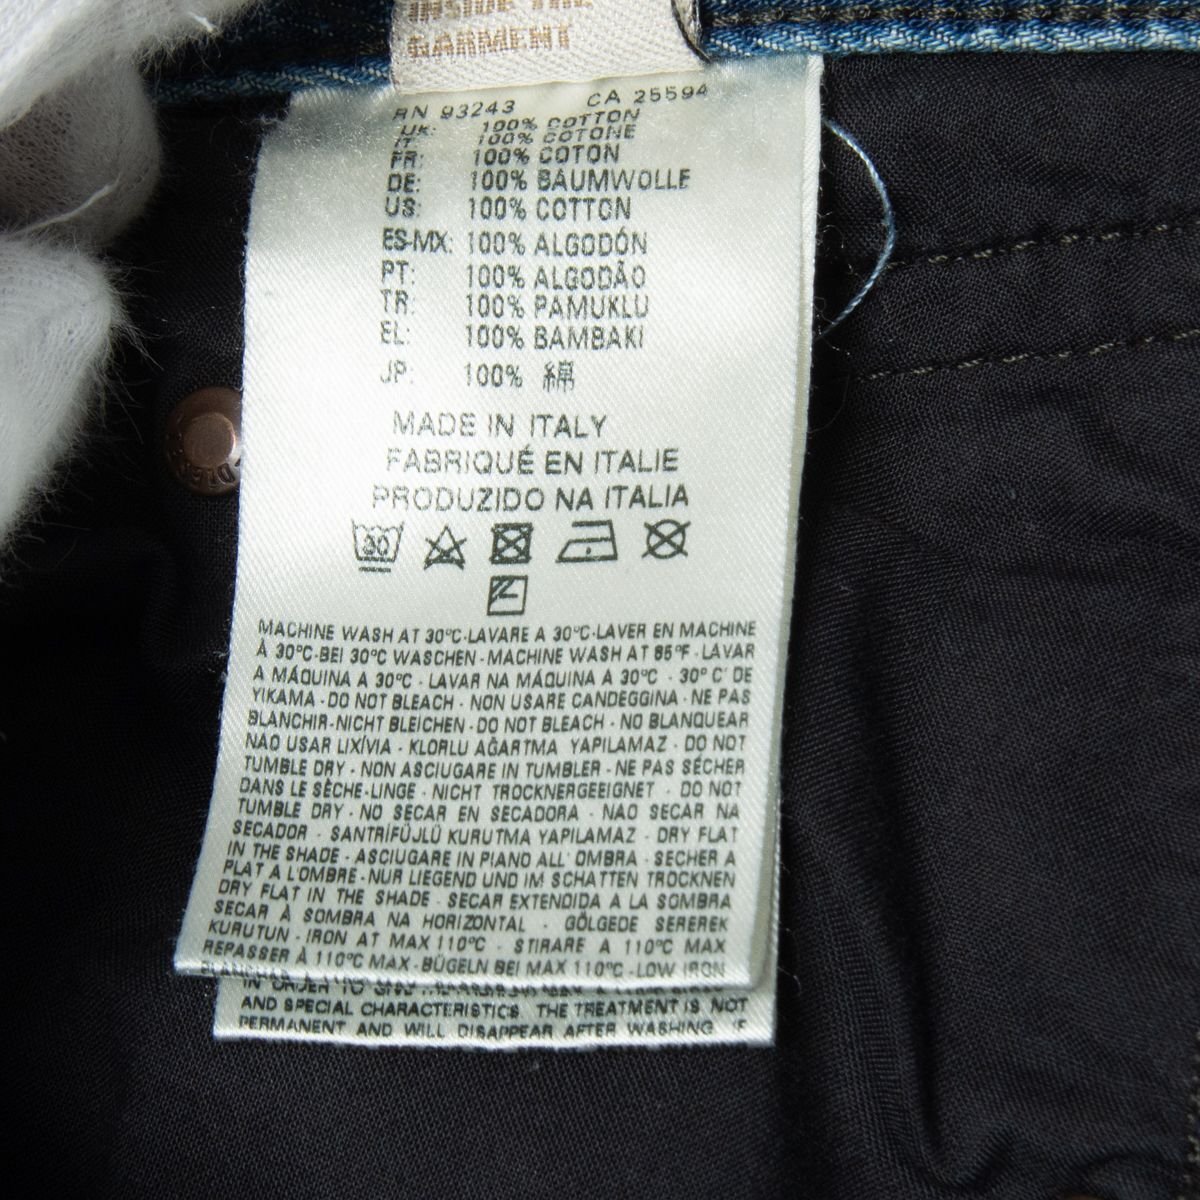 INSIDE THE
GARMENT
RN 93243 CA 25594
UK: 100% COTTON
IT: 100% COTONE
FR: 100% COTON
DE: 100% BAUMWOLLE
US: 100% COTTON
ES-MX: 100% ALGODÓN
PT: 100% ALGODÃO
TR: 100% PAMUKLU
EL: 100% BAMBAKI
JP: 100% 綿
MADE IN ITALY
FABRIQUÉ EN ITALIE
PRODUZIDO NA ITALIA
30
MACHINE WASH AT 30°C-LAVARE A 30°C-LAVER EN MACHINE
À 30°C-BEI 30°C WASCHEN-MACHINE WASH AT 85°F-LAVAR
A MÁQUINA A 30°C - LAVAR NA MÁQUINA A 30°C - 30° C' DE
YIKAMA - DO NOT BLEACH - NON USARE CANDEGGINA - NE PAS
BLANCHIR-NICHT BLEICHEN-DO NOT BLEACH - NO BLANQUEAR
NAO USAR LIXÍVIA - KLORLU AĞARTMA YAPILAMAZ - DO NOT
TUMBLE DRY - NON ASCIUGARE IN TUMBLER - NE PAS SÉCHER
DANS LE SÈCHE-LINGE - NICHT TROCKNERGEEIGNET - DO NOT
TUMBLE DRY - NO SECAR EN SECADORA - NAO SECAR NA
SECADOR - SANTRİFÜJLÜ KURUTMA YAPILAMAZ - DRY FLAT
IN THE SHADE - ASCIUGARE IN PIANO ALL' OMBRA - SECHER A
PLAT A L'OMBRE - NUR LIEGEND UND IM SCHATTEN TROCKNEN
DRY FLAT IN THE SHADE - SECAR EXTENDIDA A LA SOMBRA
SECAR À SOMBRA NA HORIZONTAL - GÖLGEDE SEREREK
KURUTUN - IRON AT MAX 110°C - STIRARE A 110°C MAX
REPASSER À 110°C MAX - BÜGELN BEI MAX 110°C - LOW IRON
IN ORDER TO GIVE
AND SPECIAL CHARACTERISTICS. THE TREATMENT IS NOT
PERMANENT AND WILL DISAPPEAR AFTER WASHING. IF